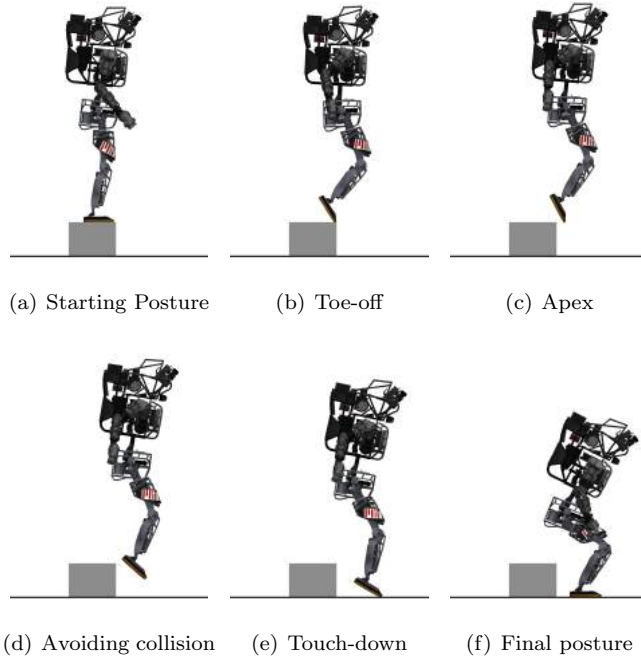 (a) Starting Posture
(b) Toe-off
(c) Apex
(d) Avoiding collision
(e) Touch-down
(f) Final posture